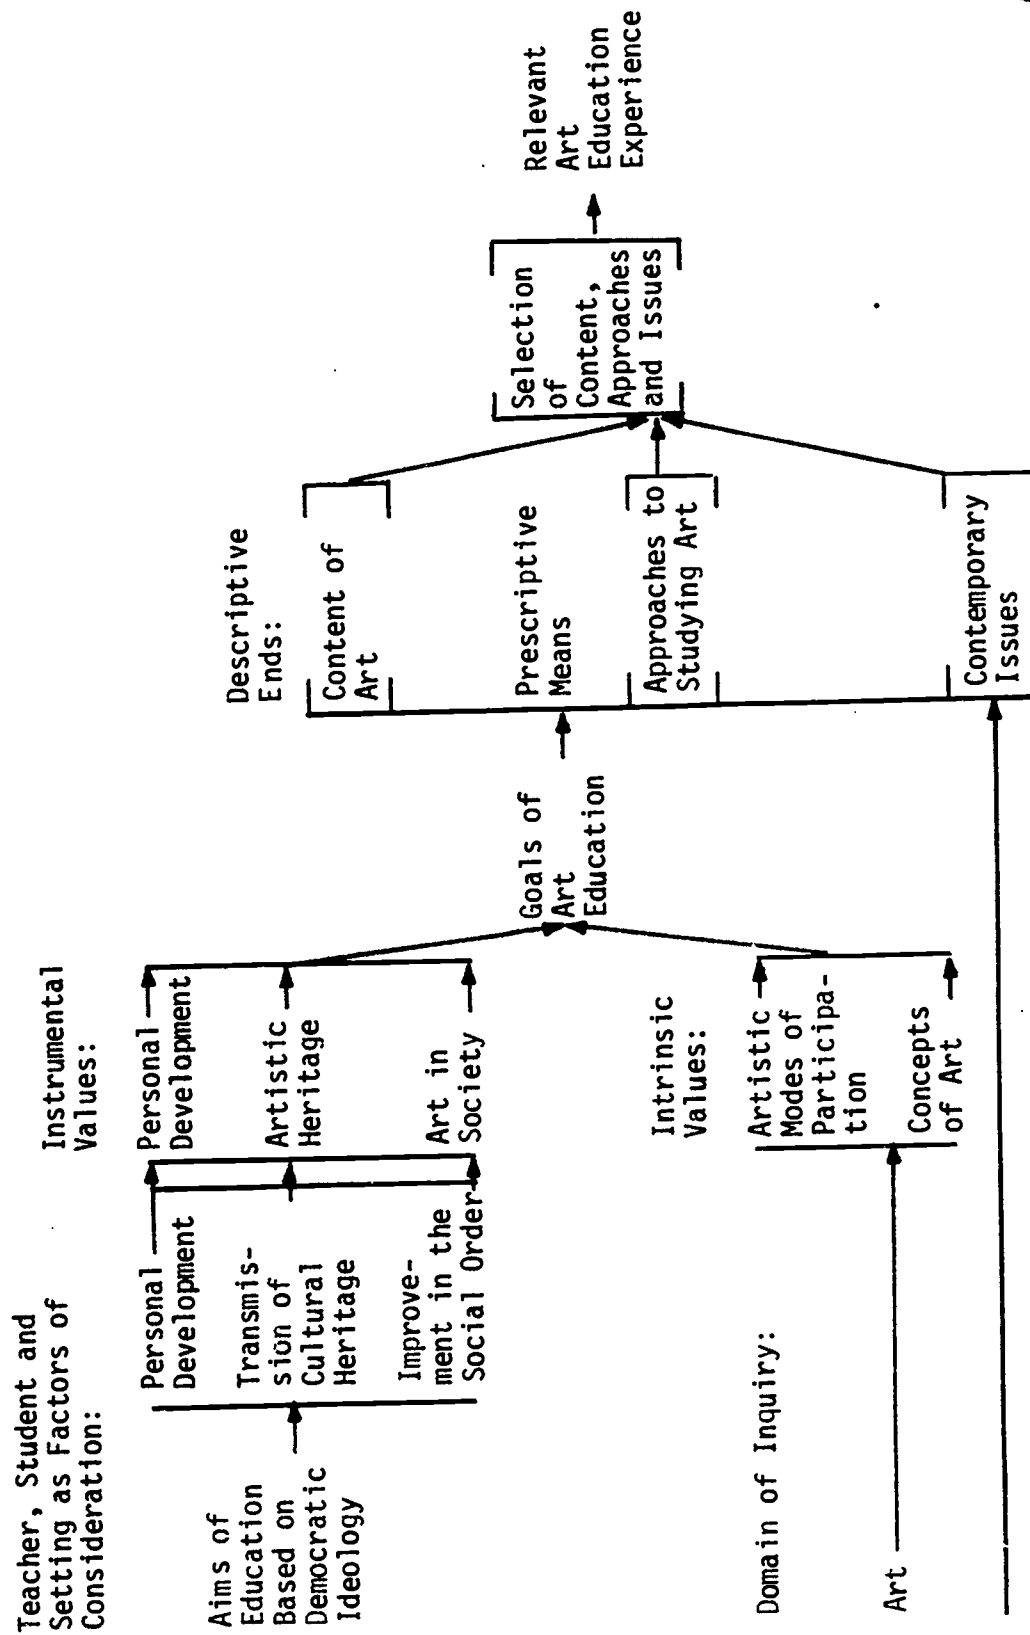 Teacher, Student and
Setting as Factors of
Consideration:
Aims of
Education
Based on
Democratic
Ideology
Personal
Development
Transmis-
sion of
Cultural
Heritage
Improve-
ment in the
Social Order
Instrumental
Values:
Personal
Development
Artistic
Heritage
Art in
Society
Domain of Inquiry:
Art
Intrinsic
Values:
Artistic
Modes of
Participa-
tion
Concepts
of Art
Goals of
Art
Education
Descriptive
Ends:
Content of
Art
Prescriptive
Means
Approaches to
Studying Art
Contemporary
Issues
Selection
of
Content,
Approaches
and Issues
Relevant
Art
Education
Experience